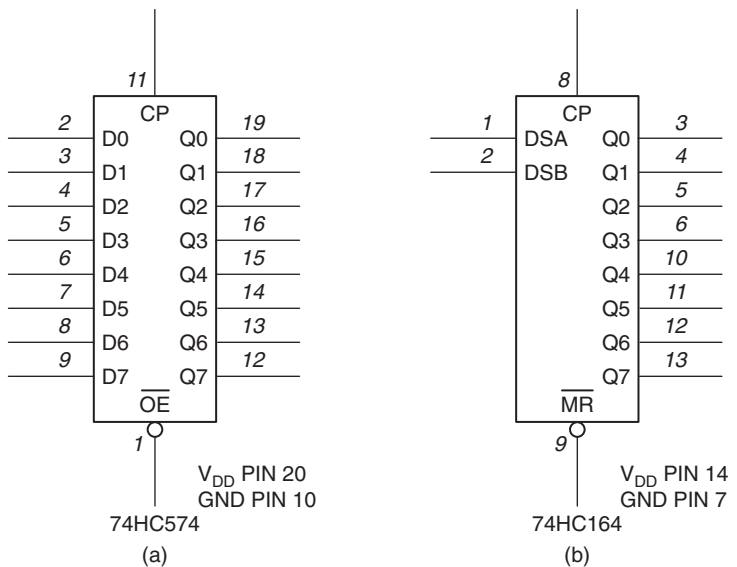 11 8
CP CP
2 D0 Q0 19 1 DSA Q0 3
3 D1 Q1 18 2 DSB Q1 4
4 D2 Q2 17 Q2 5
5 D3 Q3 16 Q3 6
6 D4 Q4 15 Q4 10
7 D5 Q5 14 Q5 11
8 D6 Q6 13 Q6 12
9 D7 Q7 12 Q7 13
OE MR
1 9
VDD PIN 20 VDD PIN 14
GND PIN 10 GND PIN 7
74HC574 74HC164
(a) (b)